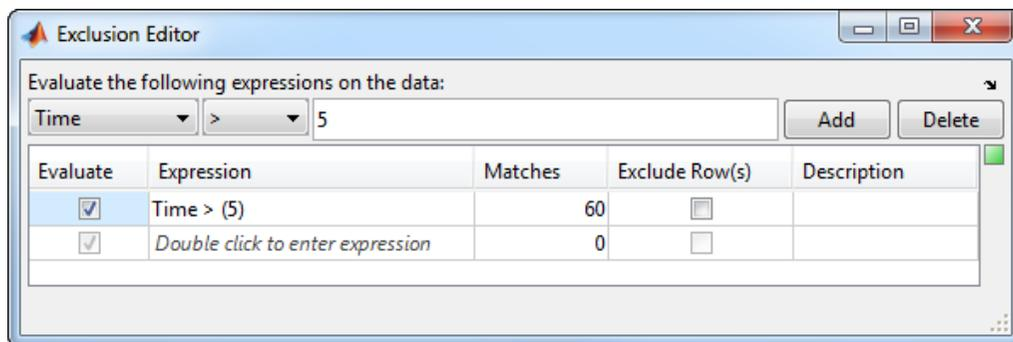 Exclusion Editor
Evaluate the following expressions on the data:
Time > 5 Add Delete
Evaluate Expression Matches Exclude Row(s) Description
Time > (5) 60
Double click to enter expression 0